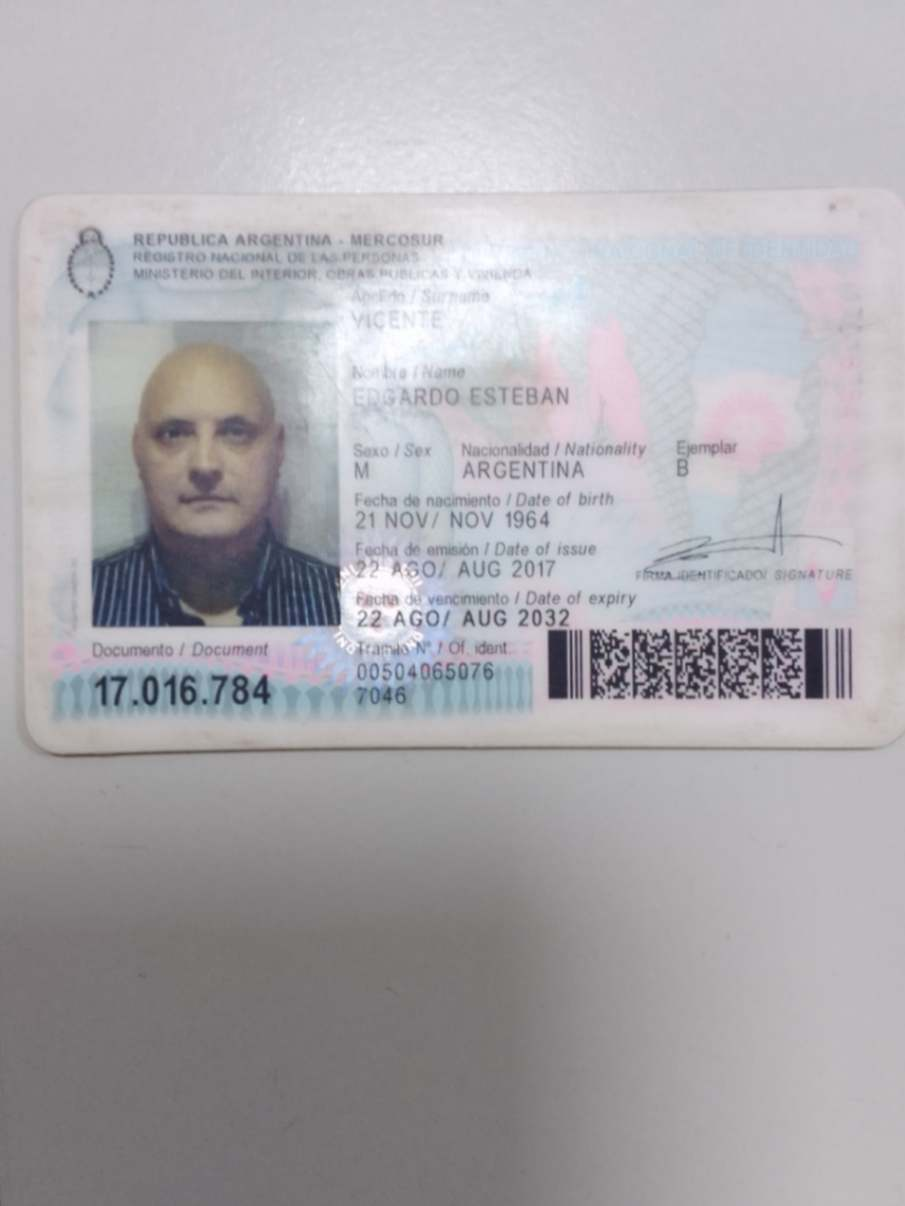 REPUBLICA ARGENTINA - MERCOSUR
REGISTRO NACIONAL DE LAS PERSONAS
MINISTERIO DEL INTERIOR, OBRAS PUBLICAS Y VIVIENDA
Apellido / Surname
VICENTE
Nombre / Name
EDGARDO ESTEBAN
Sexo / Sex Nacionalidad / Nationality Ejemplar
M ARGENTINA B
Fecha de nacimiento / Date of birth
21 NOV/ NOV 1964
Fecha de emisión / Date of issue
22 AGO/ AUG 2017
FIRMA IDENTIFICADO/ SIGNATURE
Fecha de vencimiento / Date of expiry
22 AGO/ AUG 2032
Documento / Document
17.016.784
Trámite Nº / Of. ident.
00504065076
7046